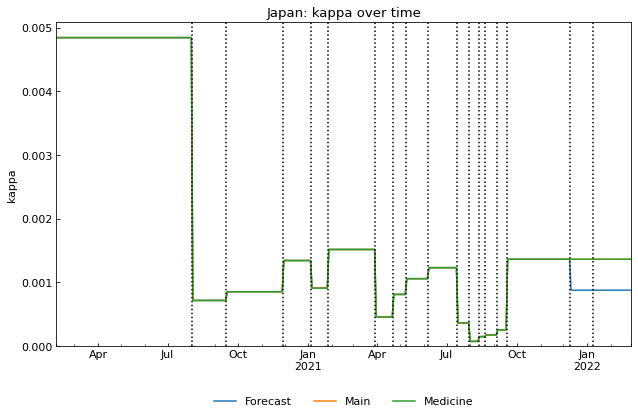 Japan: kappa over time
0.005
0.004
0.003
0.002
0.001
0.000
kappa
Apr Jul Oct Jan Apr Jul Oct Jan
2021 2022
Forecast Main Medicine